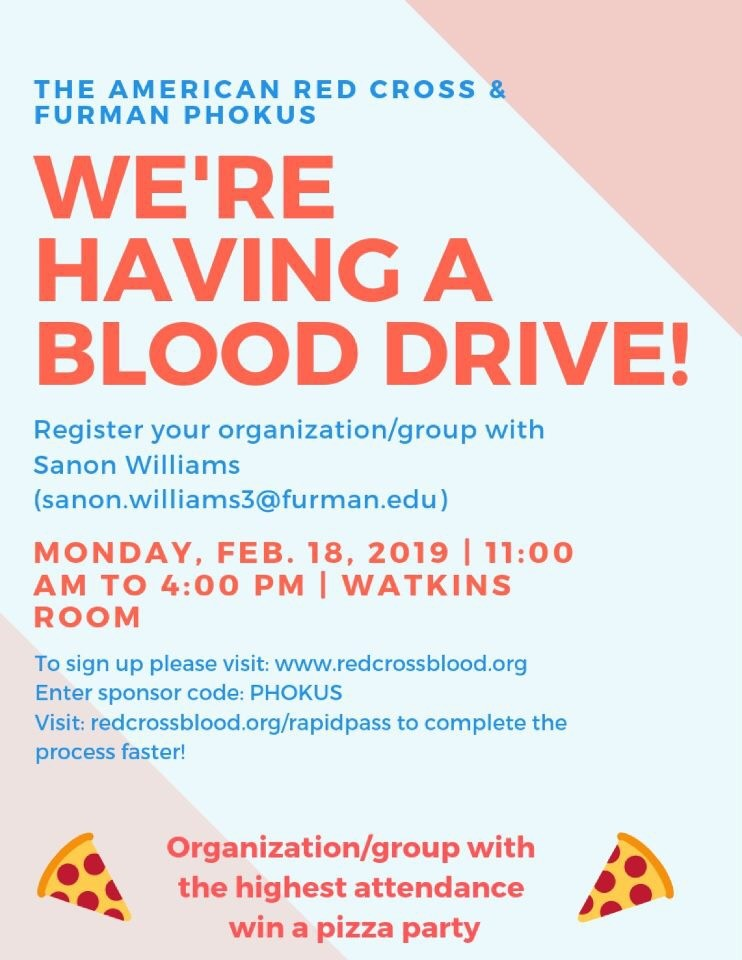 THE AMERICAN RED CROSS &
FURMAN PHOKUS
WE'RE
HAVING A
BLOOD DRIVE!
Register your organization/group with
Sanon Williams
(sanon.williams3@furman.edu)
MONDAY, FEB. 18, 2019 | 11:00
AM TO 4:00 PM | WATKINS
ROOM
To sign up please visit: www.redcrossblood.org
Enter sponsor code: PHOKUS
Visit: redcrossblood.org/rapidpass to complete the
process faster!
Organization/group with
the highest attendance
win a pizza party